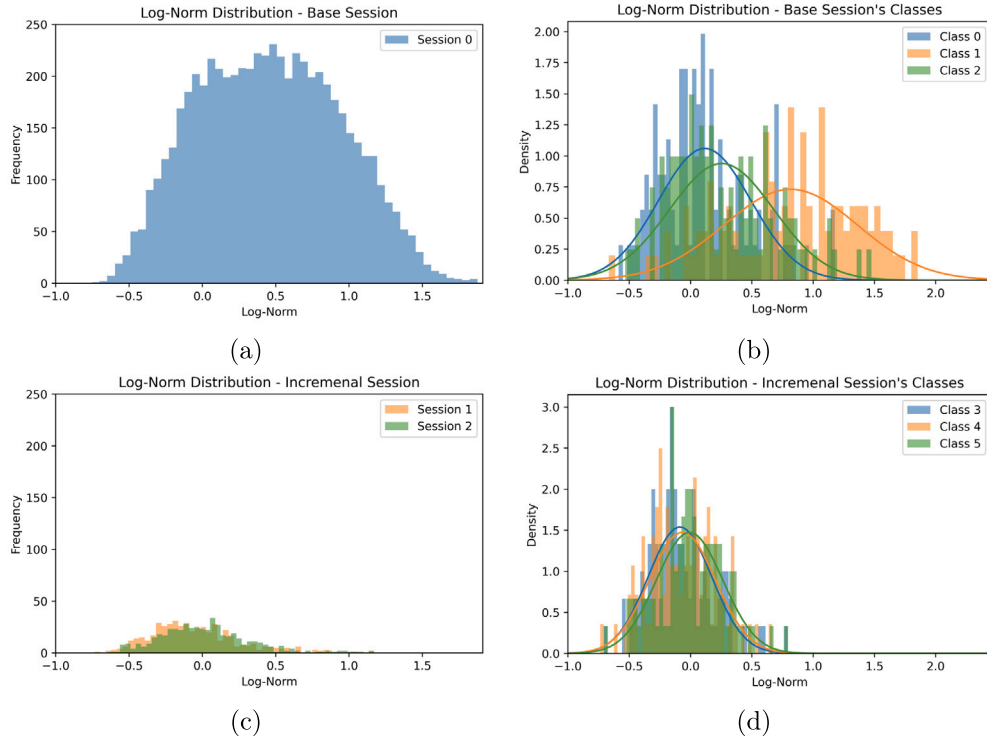 Log-Norm Distribution - Base Session
Session 0
Frequency
250
200
150
100
50
0
−1.0 −0.5 0.0 0.5 1.0 1.5
Log-Norm
(a)
Log-Norm Distribution - Base Session's Classes
Class 0
Class 1
Class 2
Density
2.00
1.75
1.50
1.25
1.00
0.75
0.50
0.25
0.00
−1.0 −0.5 0.0 0.5 1.0 1.5 2.0
Log-Norm
(b)
Log-Norm Distribution - Incremenal Session
Session 1
Session 2
Frequency
250
200
150
100
50
0
−1.0 −0.5 0.0 0.5 1.0 1.5
Log-Norm
(c)
Log-Norm Distribution - Incremenal Session's Classes
Class 3
Class 4
Class 5
Density
3.0
2.5
2.0
1.5
1.0
0.5
0.0
−1.0 −0.5 0.0 0.5 1.0 1.5 2.0
Log-Norm
(d)